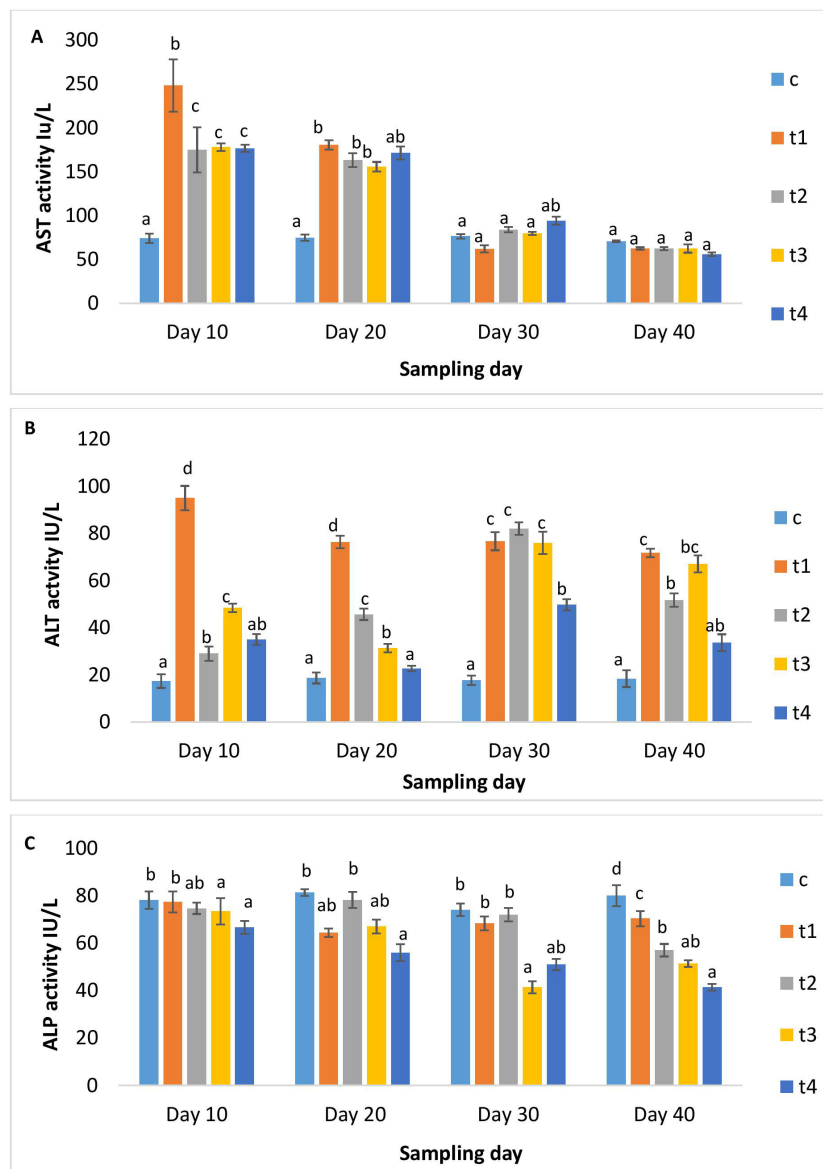 A
300
250
200
150
100
50
0
AST activity Iu/L
b
c
c
c
a
b
b
b
ab
a
a
a
a
a
ab
a
a
a
a
a
Day 10 Day 20 Day 30 Day 40
Sampling day
c
t1
t2
t3
t4
B
120
100
80
60
40
20
0
ALT actvity IU/L
a
d
b
c
ab
a
d
c
b
a
a
c
c
c
b
a
c
b
bc
ab
Day 10 Day 20 Day 30 Day 40
Sampling day
c
t1
t2
t3
t4
C
100
80
60
40
20
0
ALP activity IU/L
b
b
ab
a
a
b
ab
b
ab
a
b
b
b
a
ab
d
c
b
ab
a
Day 10 Day 20 Day 30 Day 40
Sampling day
c
t1
t2
t3
t4